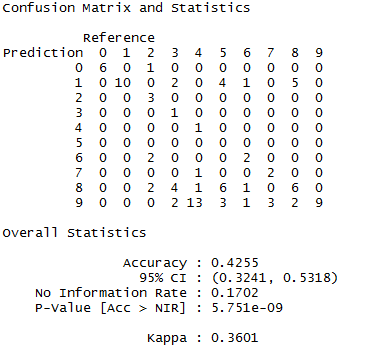 Confusion Matrix and Statistics
Reference
Prediction 0 1 2 3 4 5 6 7 8 9
0 6 0 1 0 0 0 0 0 0 0
1 0 10 0 2 0 4 1 0 5 0
2 0 0 3 0 0 0 0 0 0 0
3 0 0 0 1 0 0 0 0 0 0
4 0 0 0 0 1 0 0 0 0 0
5 0 0 0 0 0 0 0 0 0 0
6 0 0 2 0 0 0 2 0 0 0
7 0 0 0 0 1 0 0 2 0 0
8 0 0 2 4 1 6 1 0 6 0
9 0 0 0 2 13 3 1 3 2 9
Overall Statistics
Accuracy : 0.4255
95% CI : (0.3241, 0.5318)
No Information Rate : 0.1702
P-Value [Acc > NIR] : 5.751e-09
Kappa : 0.3601